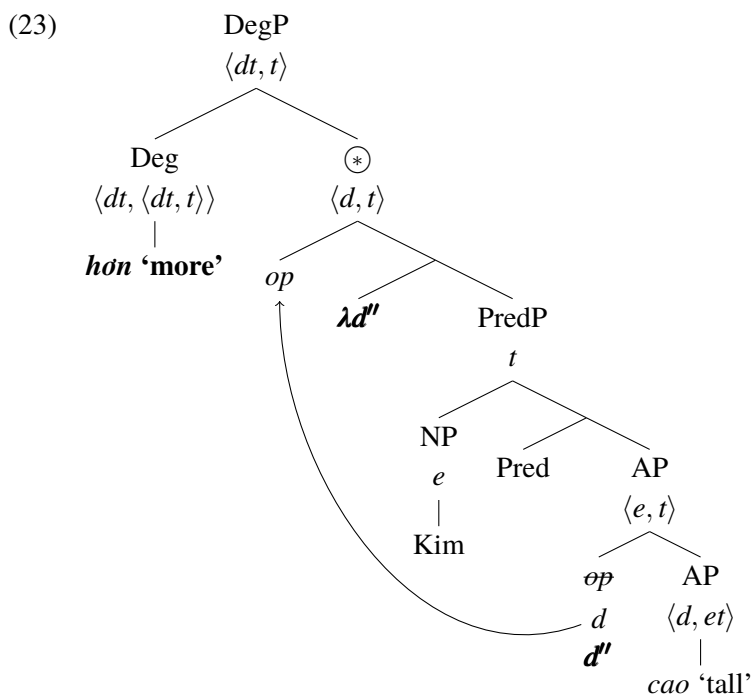 (23) DegP
⟨dt, t⟩
Deg ⊛
⟨dt, ⟨dt, t⟩⟩ ⟨d, t⟩
hơn ‘more’ op
λd″ PredP
t
NP Pred AP
e ⟨e, t⟩
Kim op AP
d ⟨d, et⟩
d″
cao ‘tall’